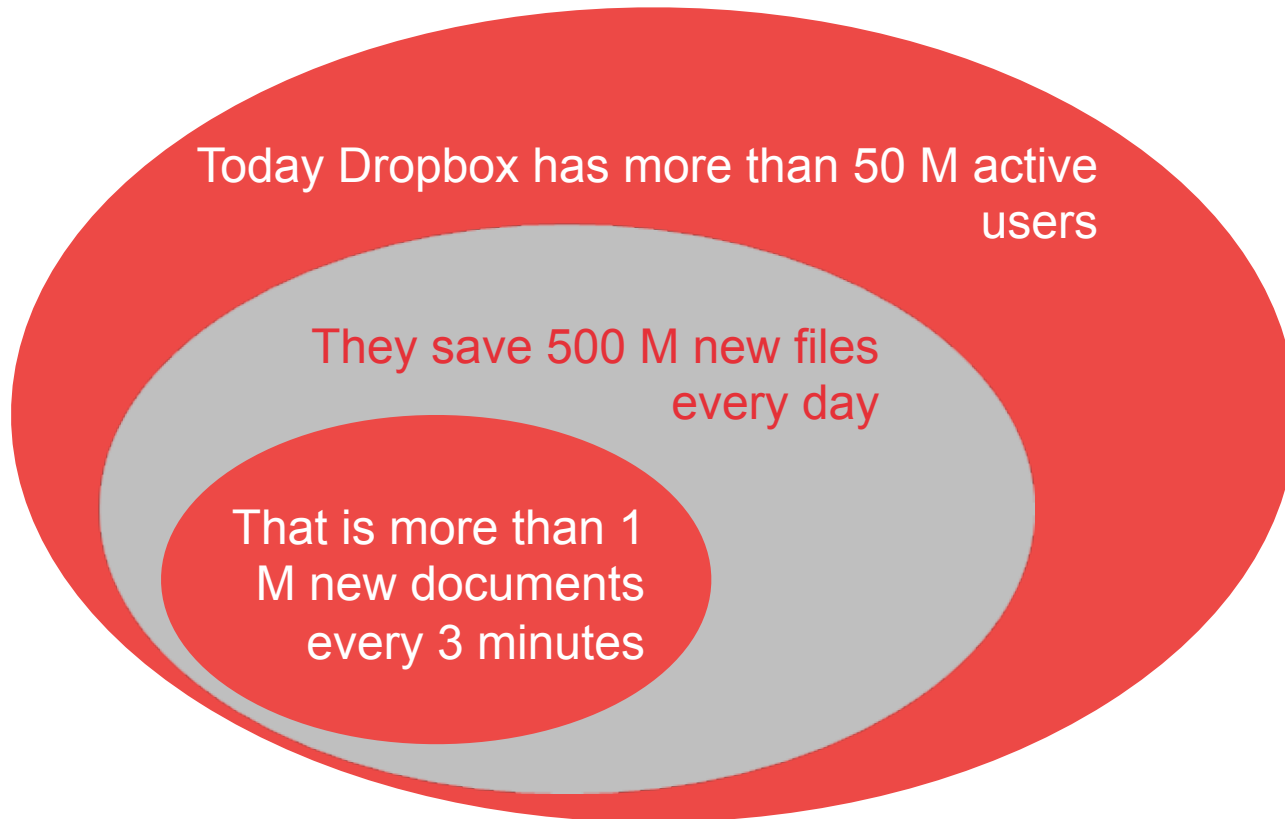 Today Dropbox has more than 50 M active
users
They save 500 M new files
every day
That is more than 1
M new documents
every 3 minutes